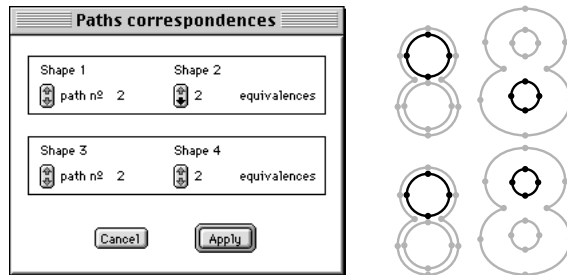 Paths correspondences
Shape 1 Shape 2
path nº 2 2 equivalences
Shape 3 Shape 4
path nº 2 2 equivalences
Cancel Apply